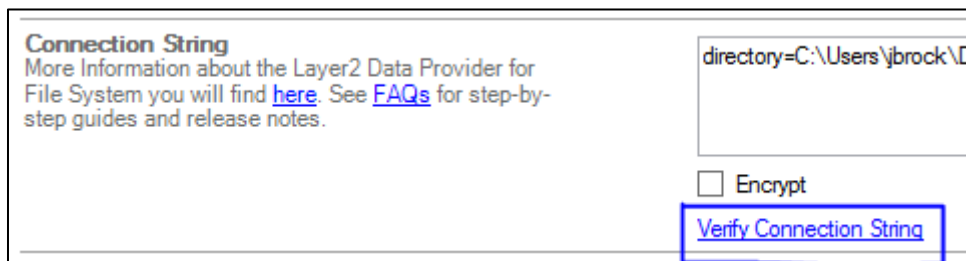 Connection String
More Information about the Layer2 Data Provider for
File System you will find here. See FAQs for step-by-
step guides and release notes.
directory=C:\Users\jbrock\D
Encrypt
Verify Connection String